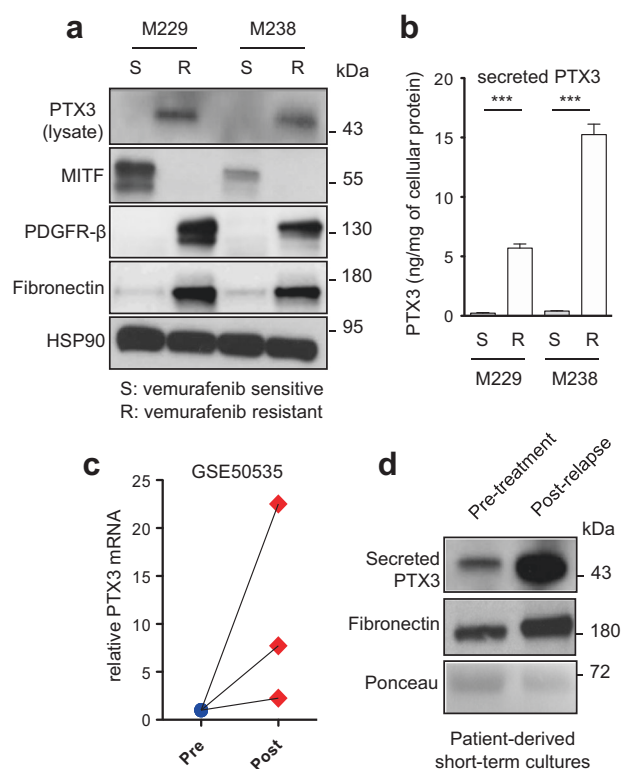 a
M229 M238
S R S R kDa
PTX3
(lysate)
43
MITF
55
PDGFR-β
130
Fibronectin
180
HSP90
95
S: vemurafenib sensitive
R: vemurafenib resistant
b
secreted PTX3
*** ***
PTX3 (ng/mg of cellular protein)
20
15
10
5
0
S R S R
M229 M238
c
GSE50535
relative PTX3 mRNA
25
20
15
10
5
0
Pre Post
d
Pre-treatment
Post-relapse
kDa
Secreted
PTX3
43
Fibronectin
180
Ponceau
72
Patient-derived
short-term cultures